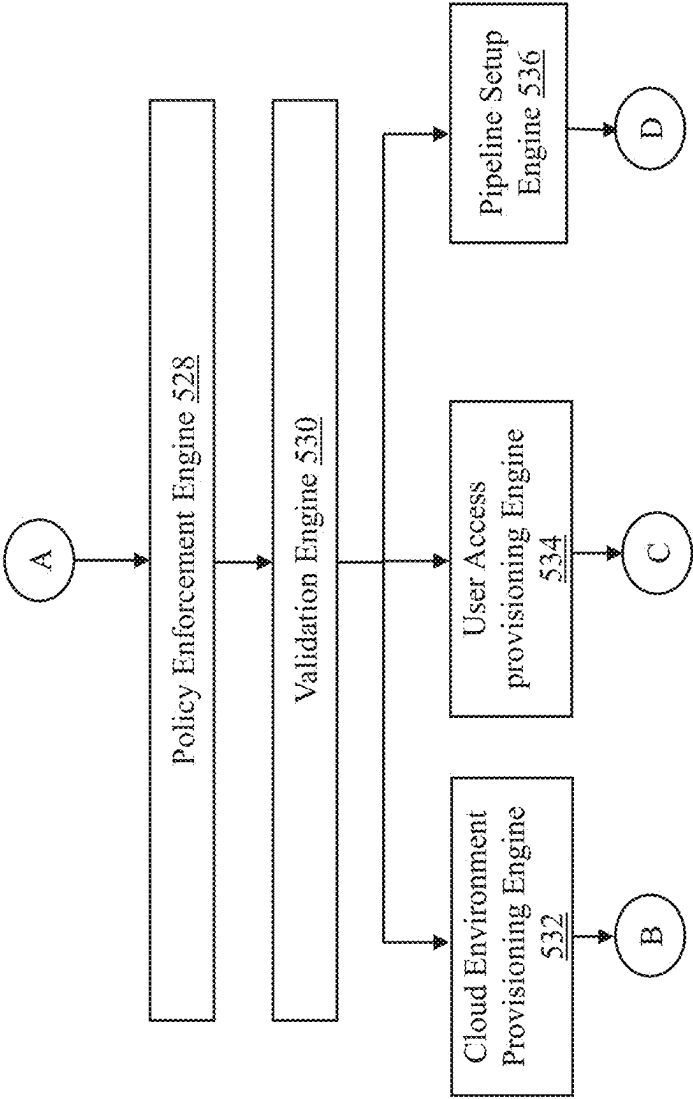 A
Policy Enforcement Engine 528
Validation Engine 530
Cloud Environment
Provisioning Engine
532
User Access
provisioning Engine
534
Pipeline Setup
Engine 536
B
C
D